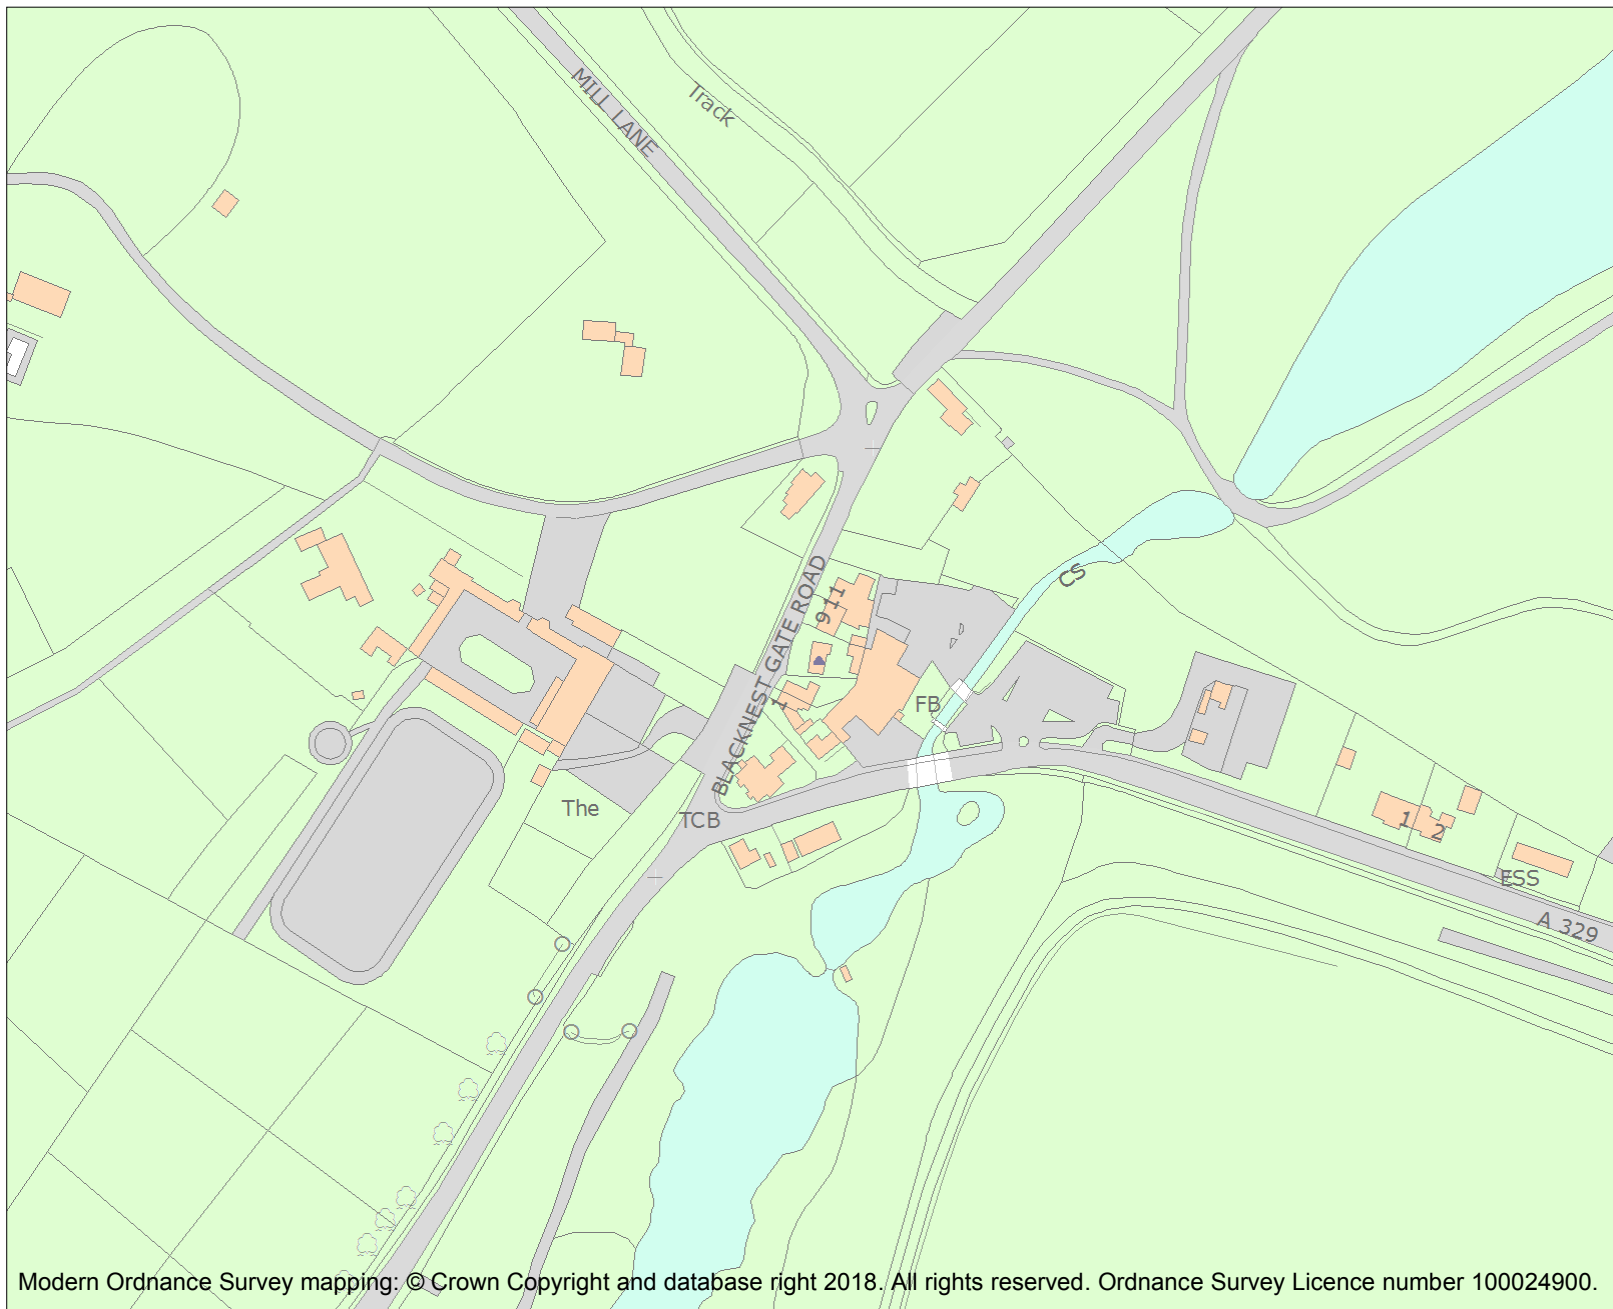 MILL LANE
Track
CS
BLACKNEST GATE ROAD
11
9
1
FB
The
TCB
1
2
ESS
A 329
Modern Ordnance Survey mapping: © Crown Copyright and database right 2018. All rights reserved. Ordnance Survey Licence number 100024900.